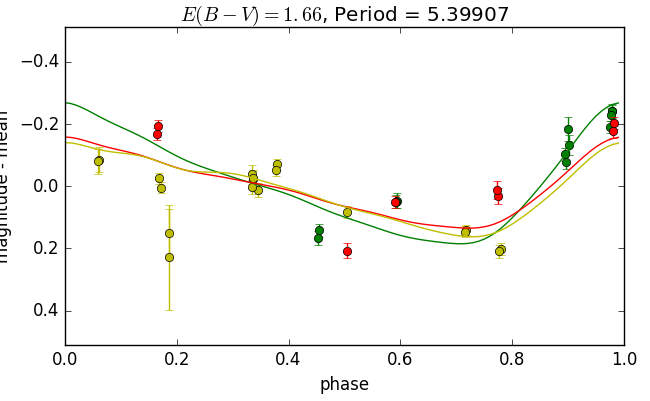 E(B − V) = 1.66, Period = 5.39907
−0.4
−0.2
0.0
0.2
0.4
magnitude - mean
0.0 0.2 0.4 0.6 0.8 1.0
phase